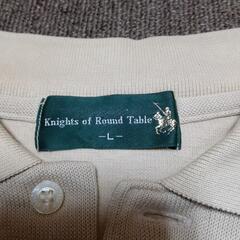 Knights of Round Table
-L-